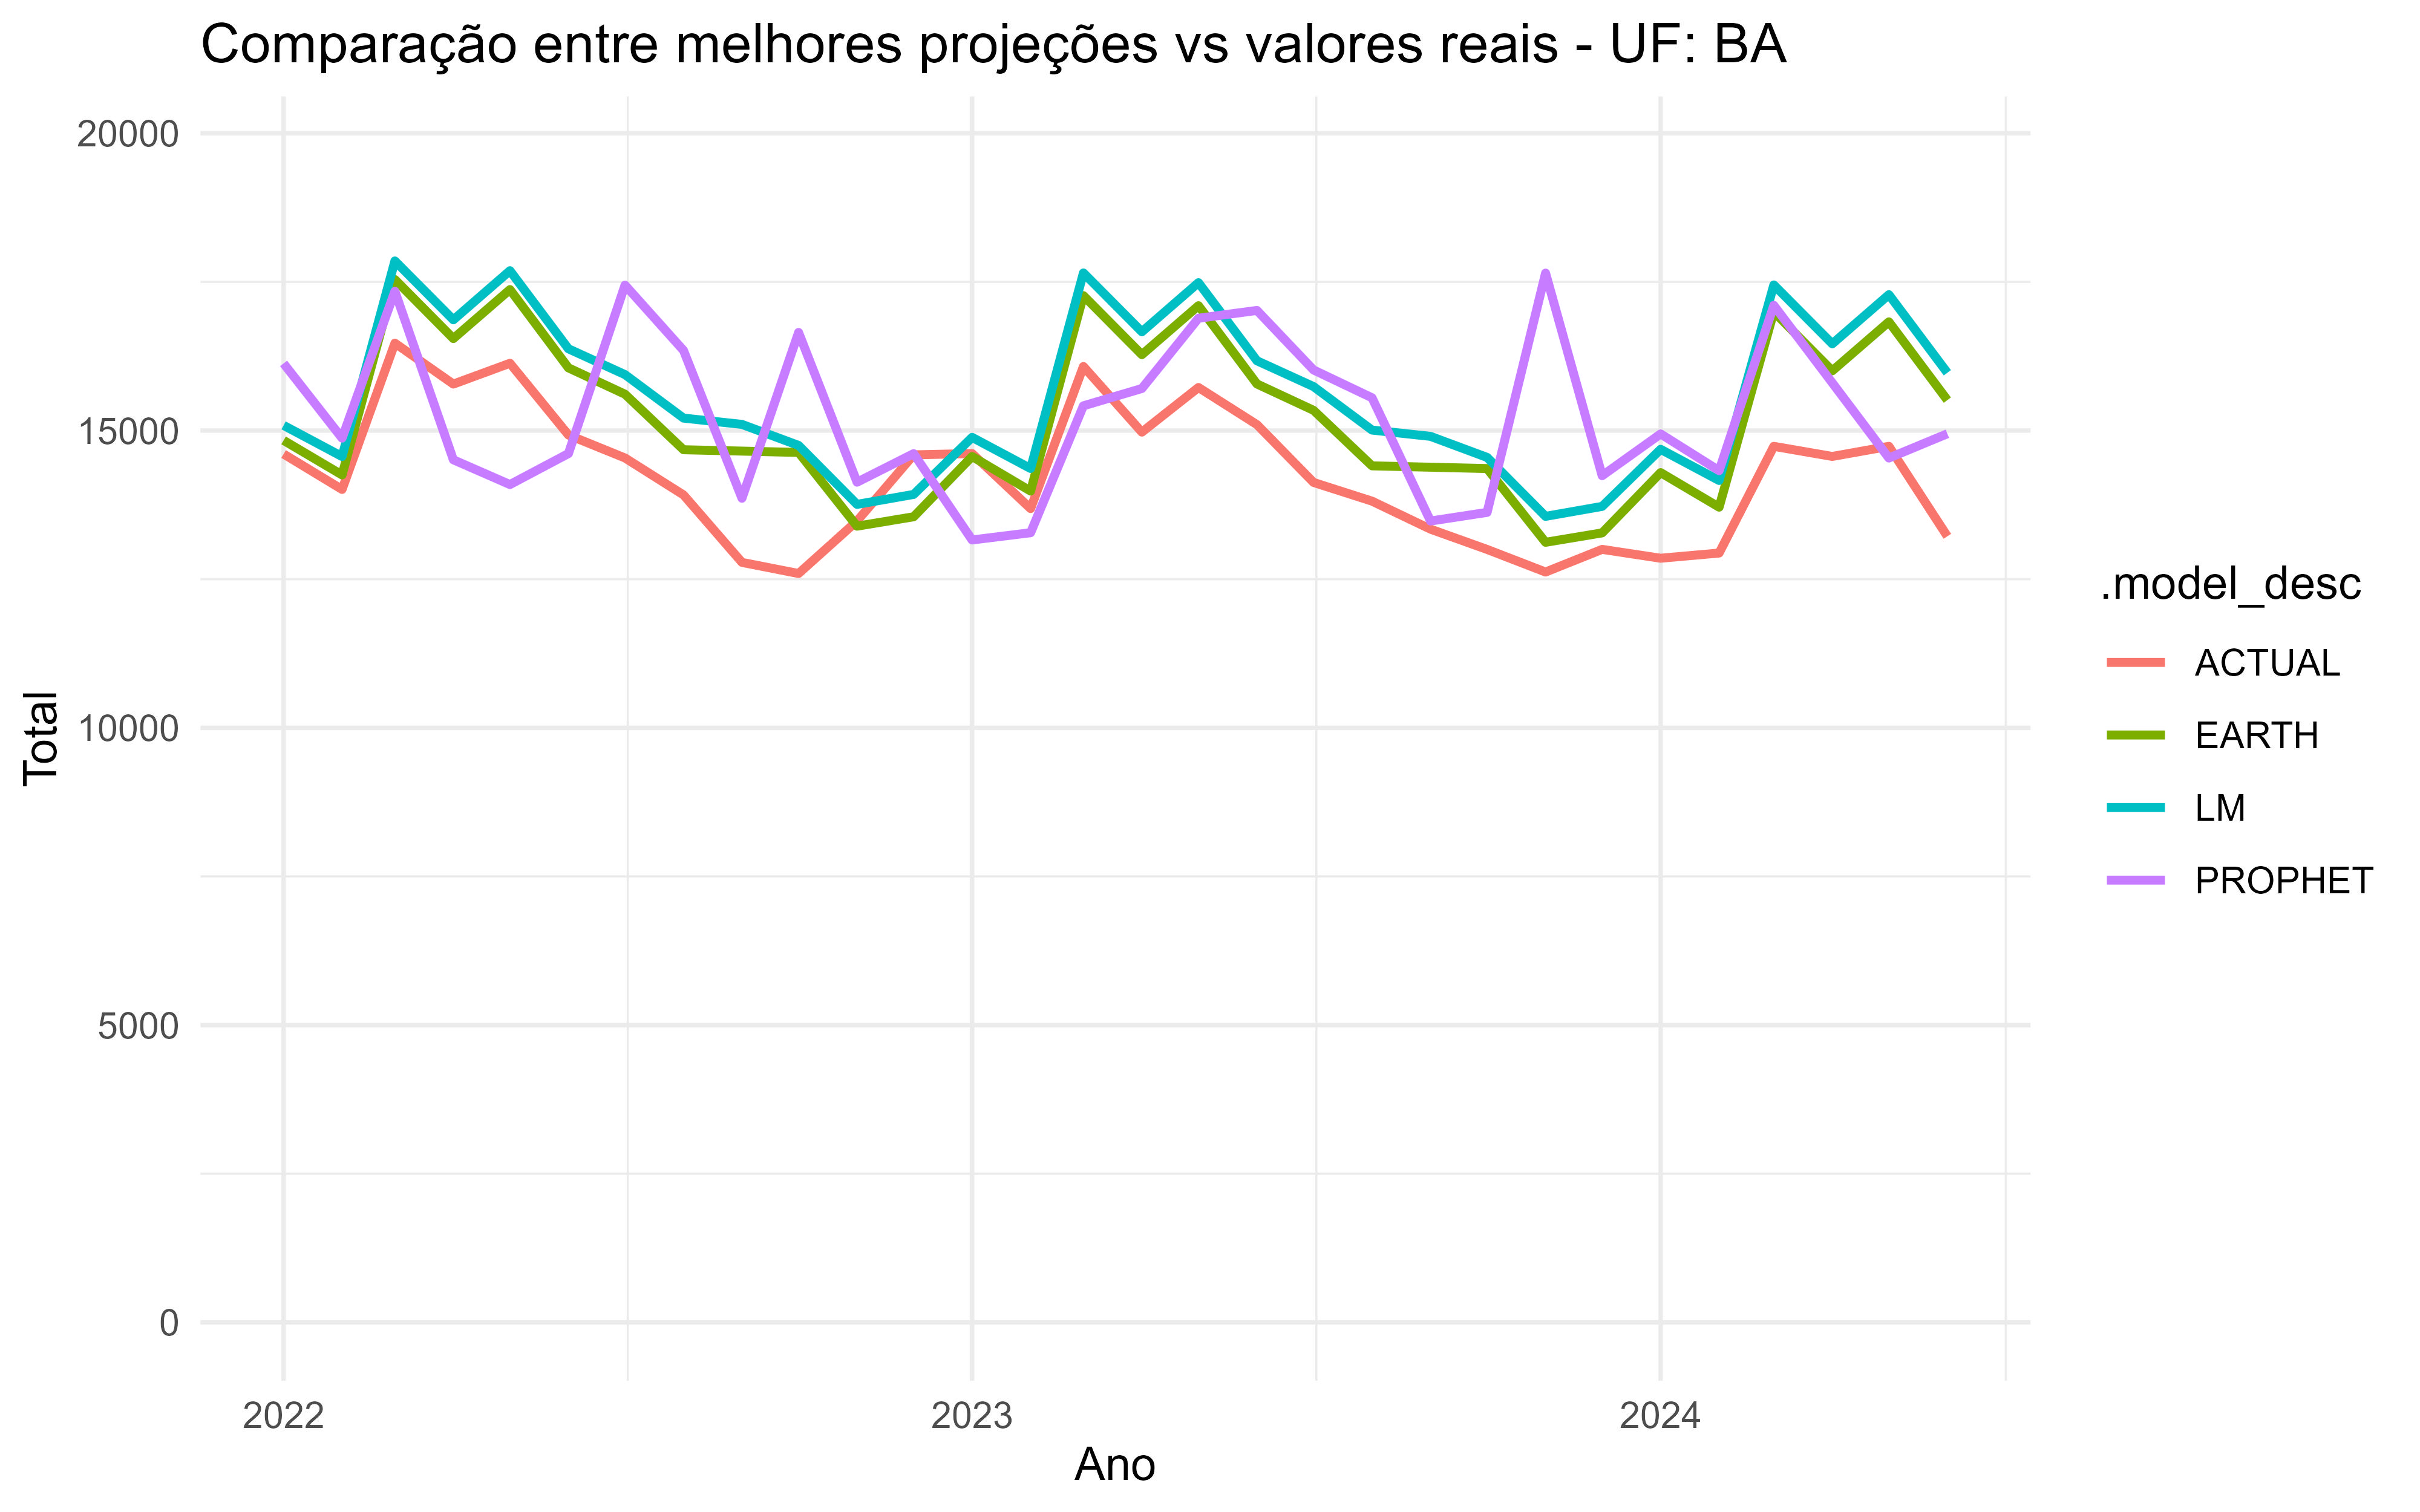 Comparação entre melhores projeções vs valores reais - UF: BA
20000
15000
10000
5000
0
Total
2022
2023
2024
Ano
.model_desc
ACTUAL
EARTH
LM
PROPHET